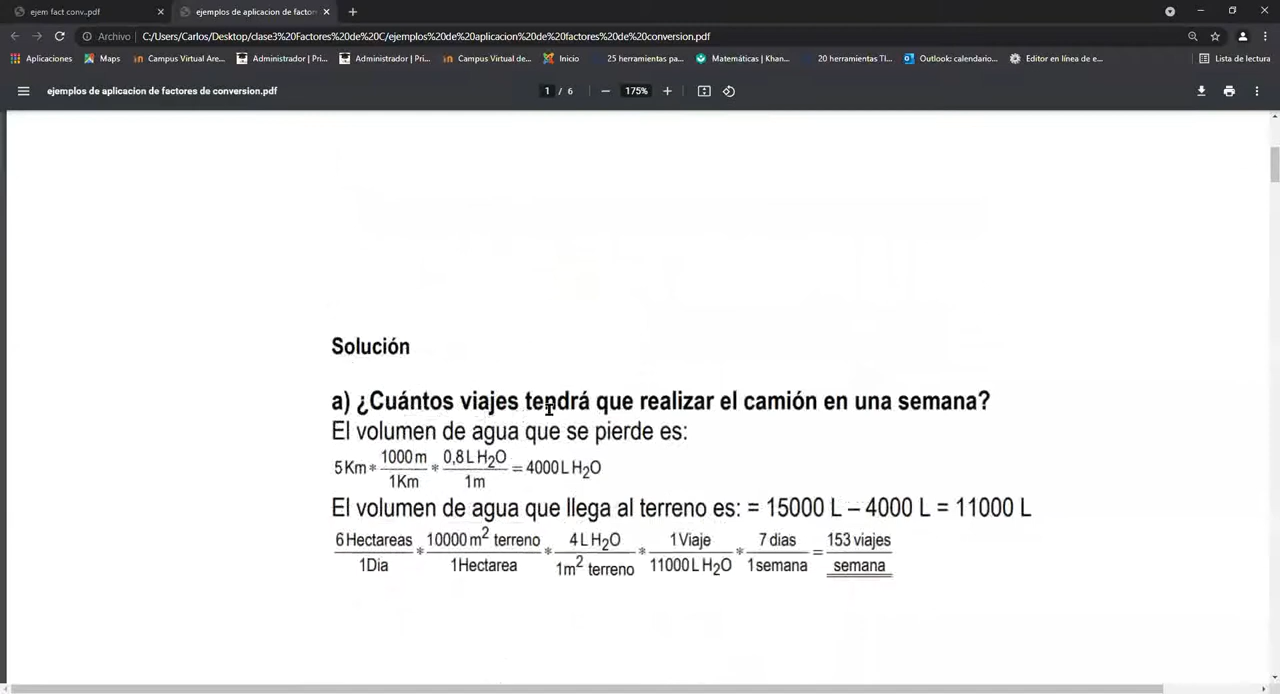 ejem fact conv..pdf
ejemplos de aplicacion de factor
Archivo | C:/Users/Carlos/Desktop/clase3%20Factores%20de%20C/ejemplos%20de%20aplicacion%20de%20factores%20de%20conversion.pdf
Aplicaciones Maps Campus Virtual Are... Administrador | Pri... Administrador | Pri... Campus Virtual de... Inicio 25 herramientas pa... Matemáticas | Khan... 20 herramientas TI... Outlook: calendario... Editor en línea de e... Lista de lectura
ejemplos de aplicacion de factores de conversion.pdf 1 / 6 175%
Solución
a) ¿Cuántos viajes tendrá que realizar el camión en una semana?
El volumen de agua que se pierde es:
5 Km * 1000 m / 1 Km * 0,8 L H2O / 1 m = 4000 L H2O
El volumen de agua que llega al terreno es: = 15000 L – 4000 L = 11000 L
6 Hectareas / 1 Dia * 10000 m² terreno / 1 Hectarea * 4 L H2O / 1 m² terreno * 1 Viaje / 11000 L H2O * 7 dias / 1 semana = 153 viajes / semana